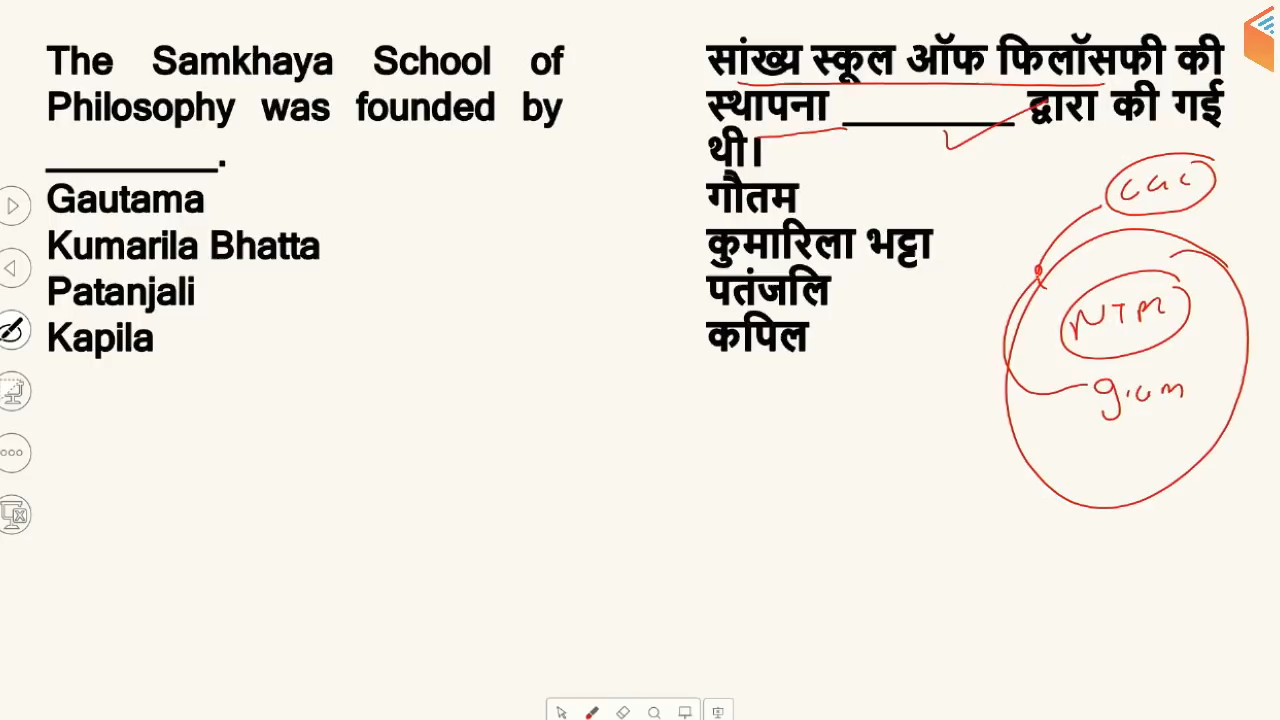 The Samkhaya School of
Philosophy was founded by
________.
Gautama
Kumarila Bhatta
Patanjali
Kapila
सांख्य स्कूल ऑफ फिलॉसफी की
स्थापना ________ द्वारा की गई
थी।
गौतम
कुमारिला भट्टा
पतंजलि
कपिल